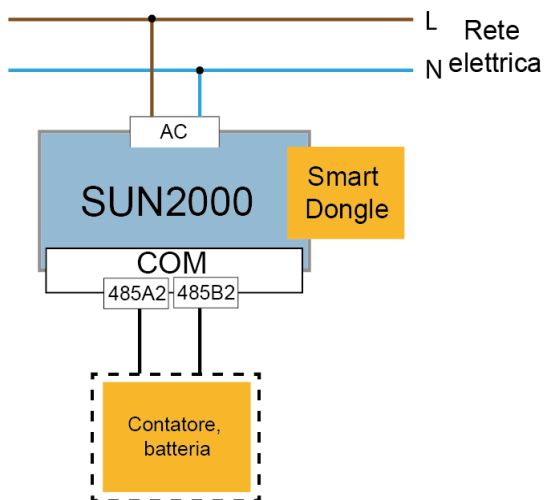 L
Rete
elettrica
N
AC
SUN2000
Smart
Dongle
COM
485A2
485B2
Contatore,
batteria